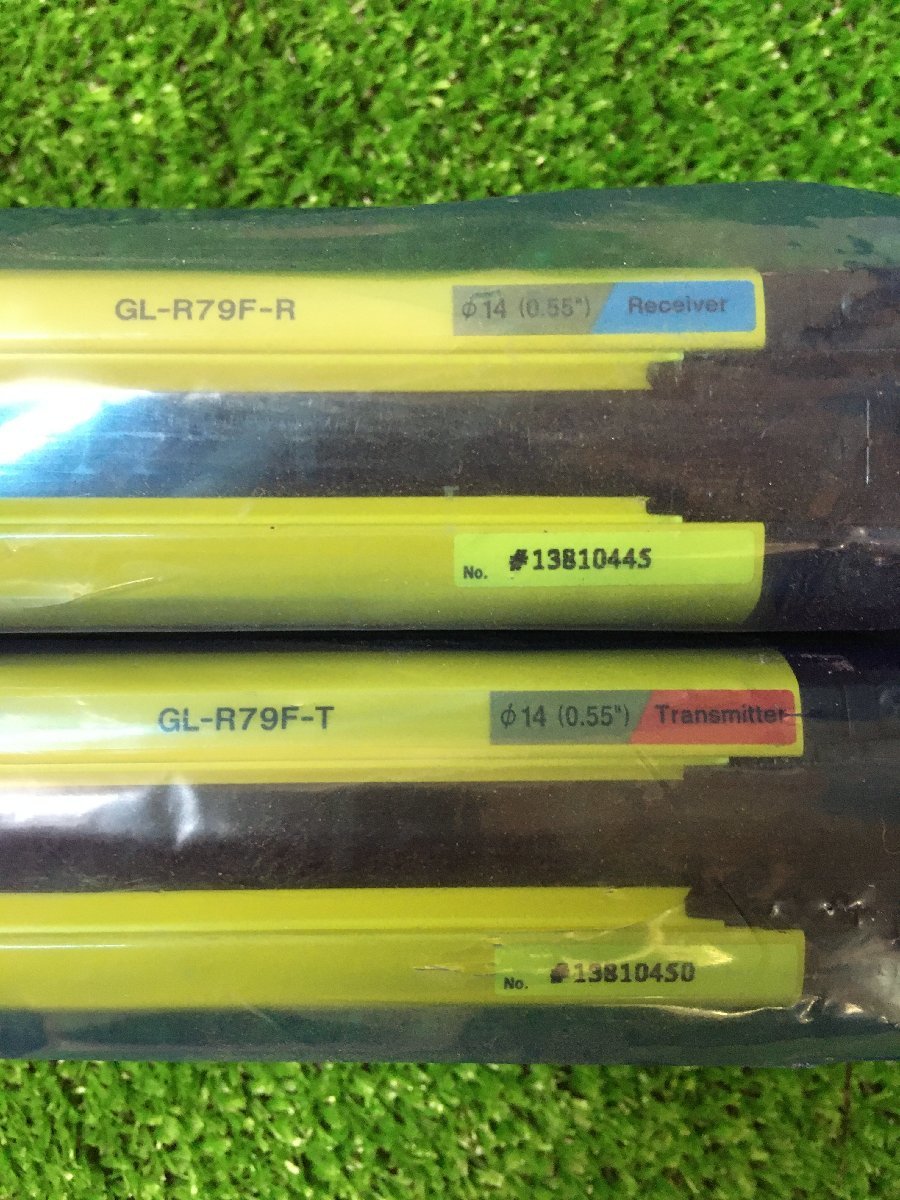 GL-R79F-R
ϕ14 (0.55") Receiver
No. #13810445
GL-R79F-T
ϕ14 (0.55") Transmitter
No. #13810450